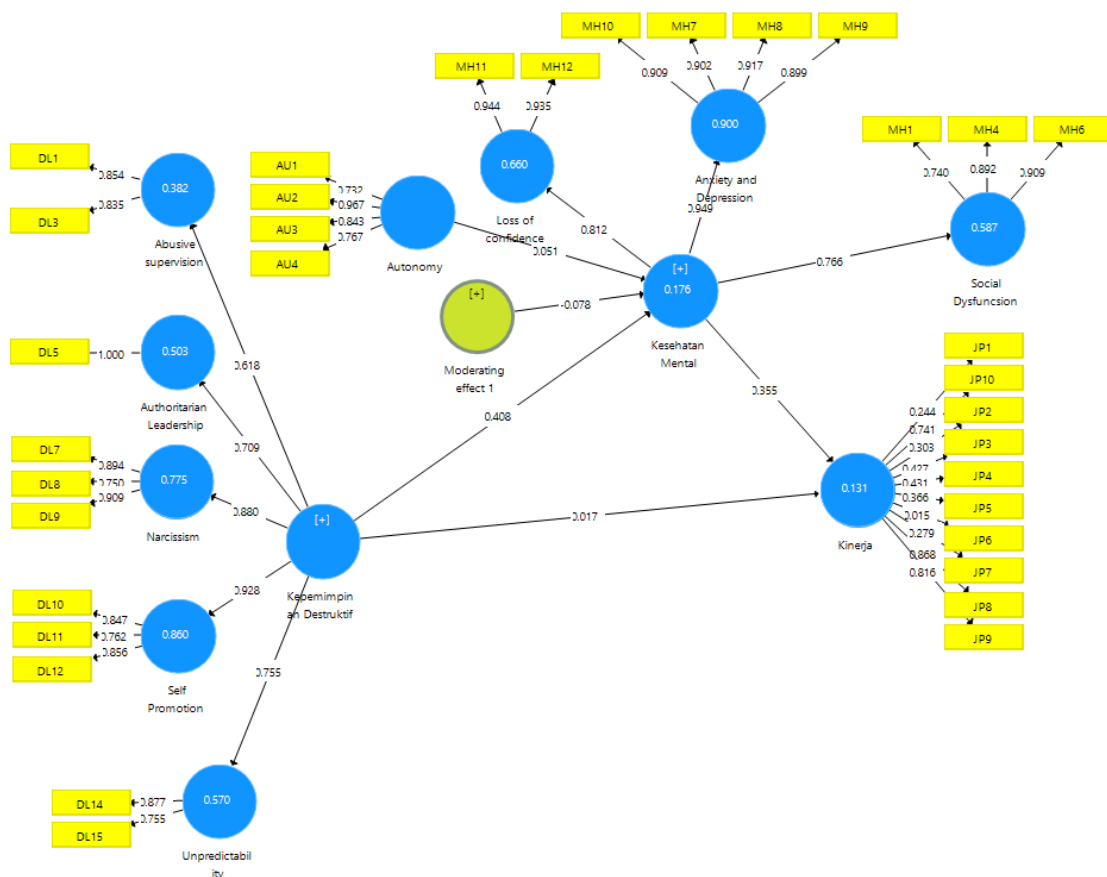 MH10
MH7
MH8
MH9
0.909
0.902
0.917
0.899
0.900
Anxiety and
Depression
0.949
MH11
MH12
0.944
0.935
0.660
Loss of
confidence
0.812
MH1
MH4
MH6
0.740
0.892
0.909
0.587
Social
Dysfuncsion
0.766
DL1
DL3
0.854
0.835
0.382
Abusive
supervision
0.618
AU1
AU2
AU3
AU4
0.732
0.967
0.843
0.767
Autonomy
0.051
[+]
Moderating
effect 1
-0.078
[+]
0.176
Kesehatan
Mental
0.355
DL5
1.000
0.503
Authoritarian
Leadership
0.709
0.408
DL7
DL8
DL9
0.894
0.750
0.909
0.775
Narcissism
0.880
[+]
Kepemimpin
an Destruktif
0.017
JP1
JP10
JP2
JP3
JP4
JP5
JP6
JP7
JP8
JP9
0.244
0.741
0.303
0.427
0.431
0.366
0.015
0.279
0.868
0.816
0.131
Kinerja
DL10
DL11
DL12
0.847
0.762
0.856
0.860
Self
Promotion
0.928
0.755
DL14
DL15
0.877
0.755
0.570
Unpredictabil
ity